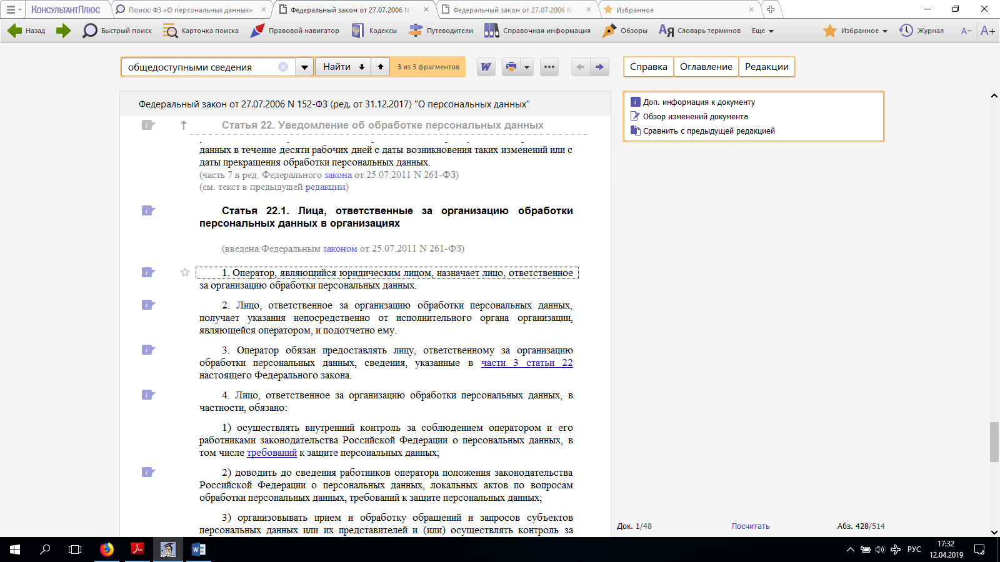 КонсультантПлюс
Поиск: ФЗ «О персональных данных»
Федеральный закон от 27.07.2006 N
Федеральный закон от 27.07.2006 N
Избранное
Назад
Быстрый поиск
Карточка поиска
Правовой навигатор
Кодексы
Путеводители
Справочная информация
Обзоры
Словарь терминов
Еще
Избранное
Журнал
А−
А+
общедоступными сведения
Найти
3 из 3 фрагментов
Справка
Оглавление
Редакции
Федеральный закон от 27.07.2006 N 152-ФЗ (ред. от 31.12.2017) "О персональных данных"
Статья 22. Уведомление об обработке персональных данных
данных в течение десяти рабочих дней с даты возникновения таких изменений или с
даты прекращения обработки персональных данных.
(часть 7 в ред. Федерального закона от 25.07.2011 N 261-ФЗ)
(см. текст в предыдущей редакции)
Статья 22.1. Лица, ответственные за организацию обработки
персональных данных в организациях
(введена Федеральным законом от 25.07.2011 N 261-ФЗ)
1. Оператор, являющийся юридическим лицом, назначает лицо, ответственное
за организацию обработки персональных данных.
2. Лицо, ответственное за организацию обработки персональных данных,
получает указания непосредственно от исполнительного органа организации,
являющейся оператором, и подотчетно ему.
3. Оператор обязан предоставлять лицу, ответственному за организацию
обработки персональных данных, сведения, указанные в части 3 статьи 22
настоящего Федерального закона.
4. Лицо, ответственное за организацию обработки персональных данных, в
частности, обязано:
1) осуществлять внутренний контроль за соблюдением оператором и его
работниками законодательства Российской Федерации о персональных данных, в
том числе требований к защите персональных данных;
2) доводить до сведения работников оператора положения законодательства
Российской Федерации о персональных данных, локальных актов по вопросам
обработки персональных данных, требований к защите персональных данных;
3) организовывать прием и обработку обращений и запросов субъектов
персональных данных или их представителей и (или) осуществлять контроль за
Доп. информация к документу
Обзор изменений документа
Сравнить с предыдущей редакцией
Док. 1/48
Посчитать
Абз. 428/514
РУС
17:32
12.04.2019